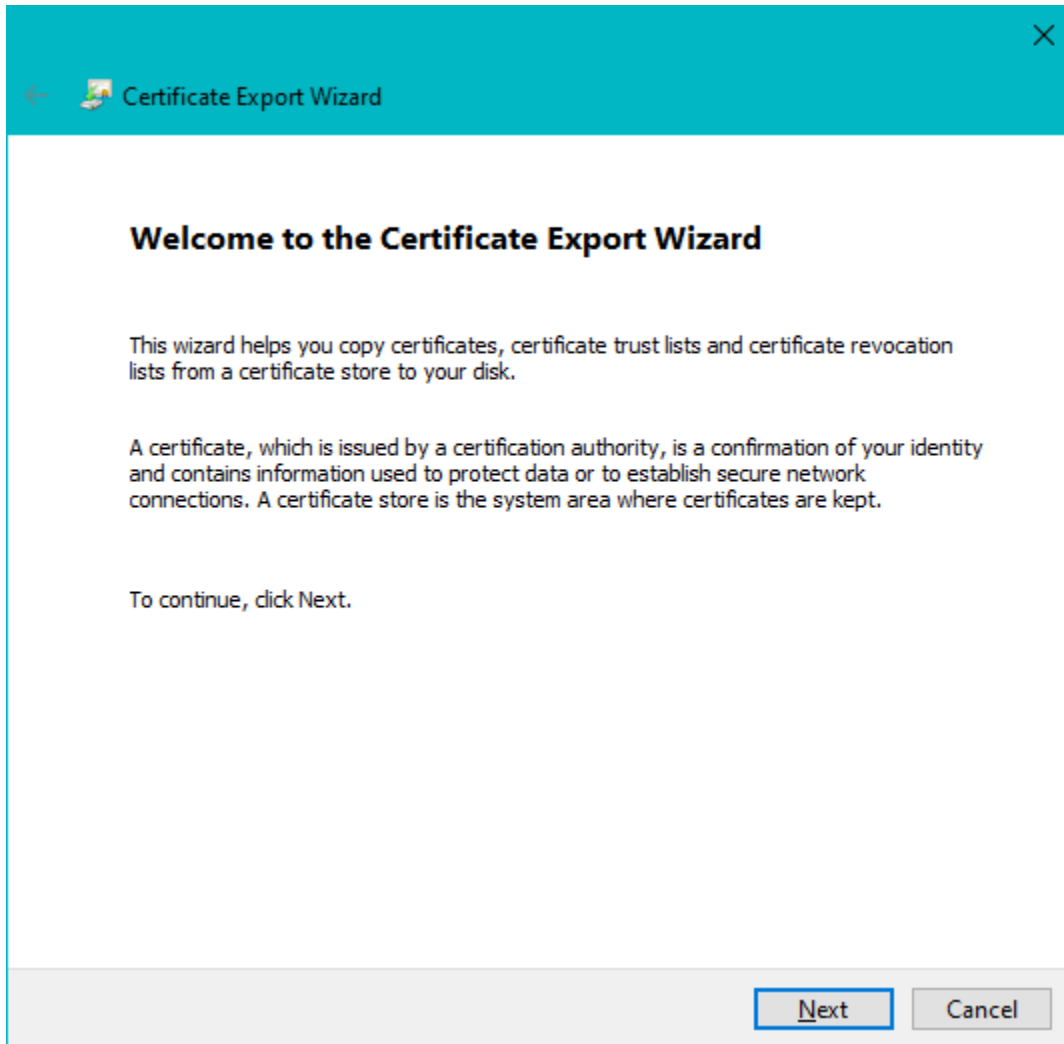 Certificate Export Wizard
Welcome to the Certificate Export Wizard
This wizard helps you copy certificates, certificate trust lists and certificate revocation
lists from a certificate store to your disk.
A certificate, which is issued by a certification authority, is a confirmation of your identity
and contains information used to protect data or to establish secure network
connections. A certificate store is the system area where certificates are kept.
To continue, click Next.
Next
Cancel